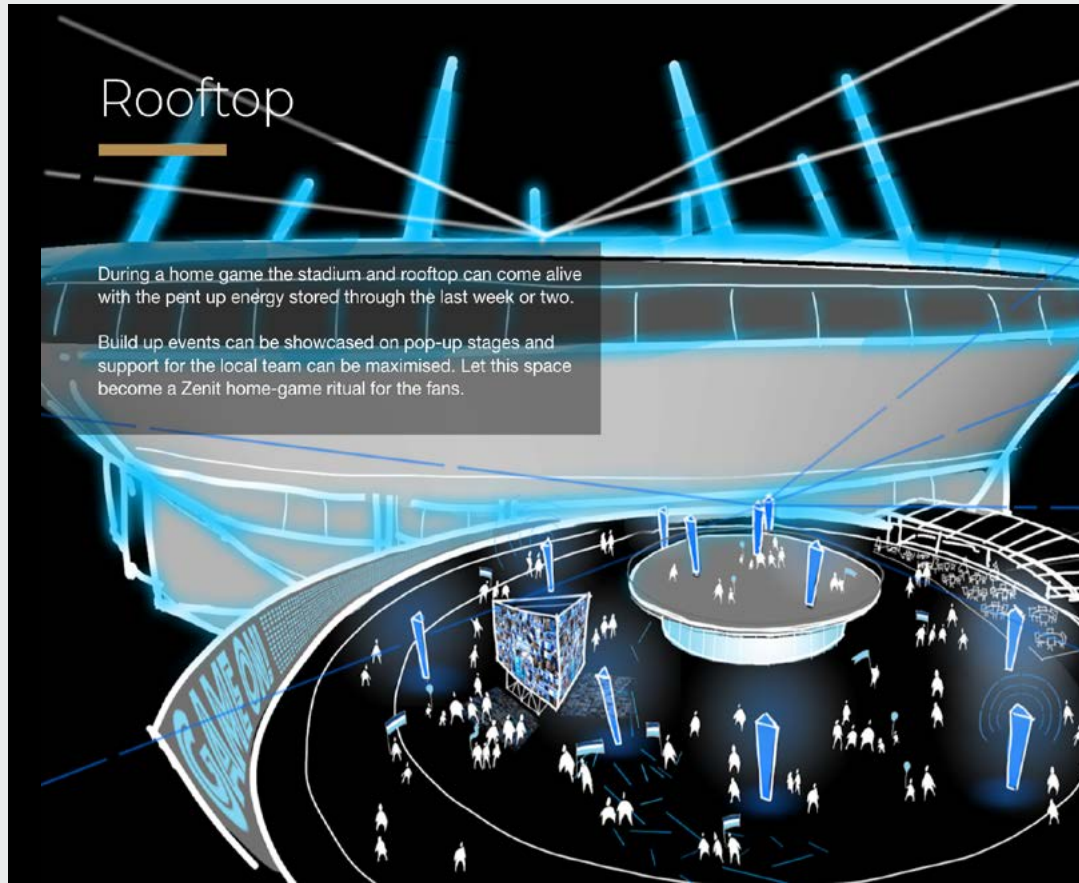 Rooftop
During a home game the stadium and rooftop can come alive
with the pent up energy stored through the last week or two.
Build up events can be showcased on pop-up stages and
support for the local team can be maximised. Let this space
become a Zenit home-game ritual for the fans.
GAME ON!